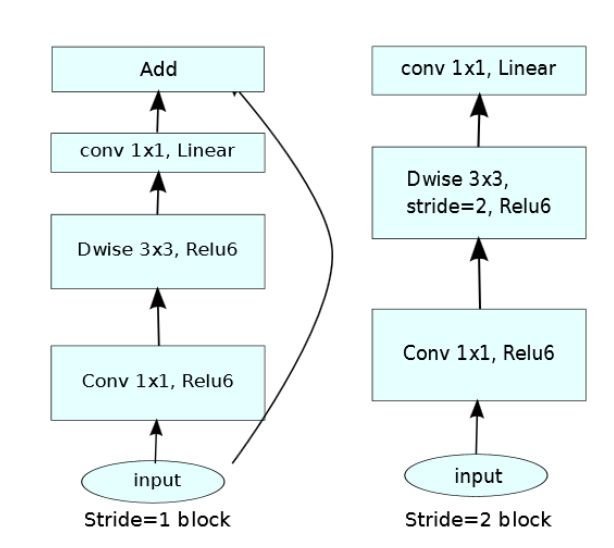 Add
conv 1x1, Linear
Dwise 3x3, Relu6
Conv 1x1, Relu6
input
Stride=1 block
conv 1x1, Linear
Dwise 3x3,
stride=2, Relu6
Conv 1x1, Relu6
input
Stride=2 block